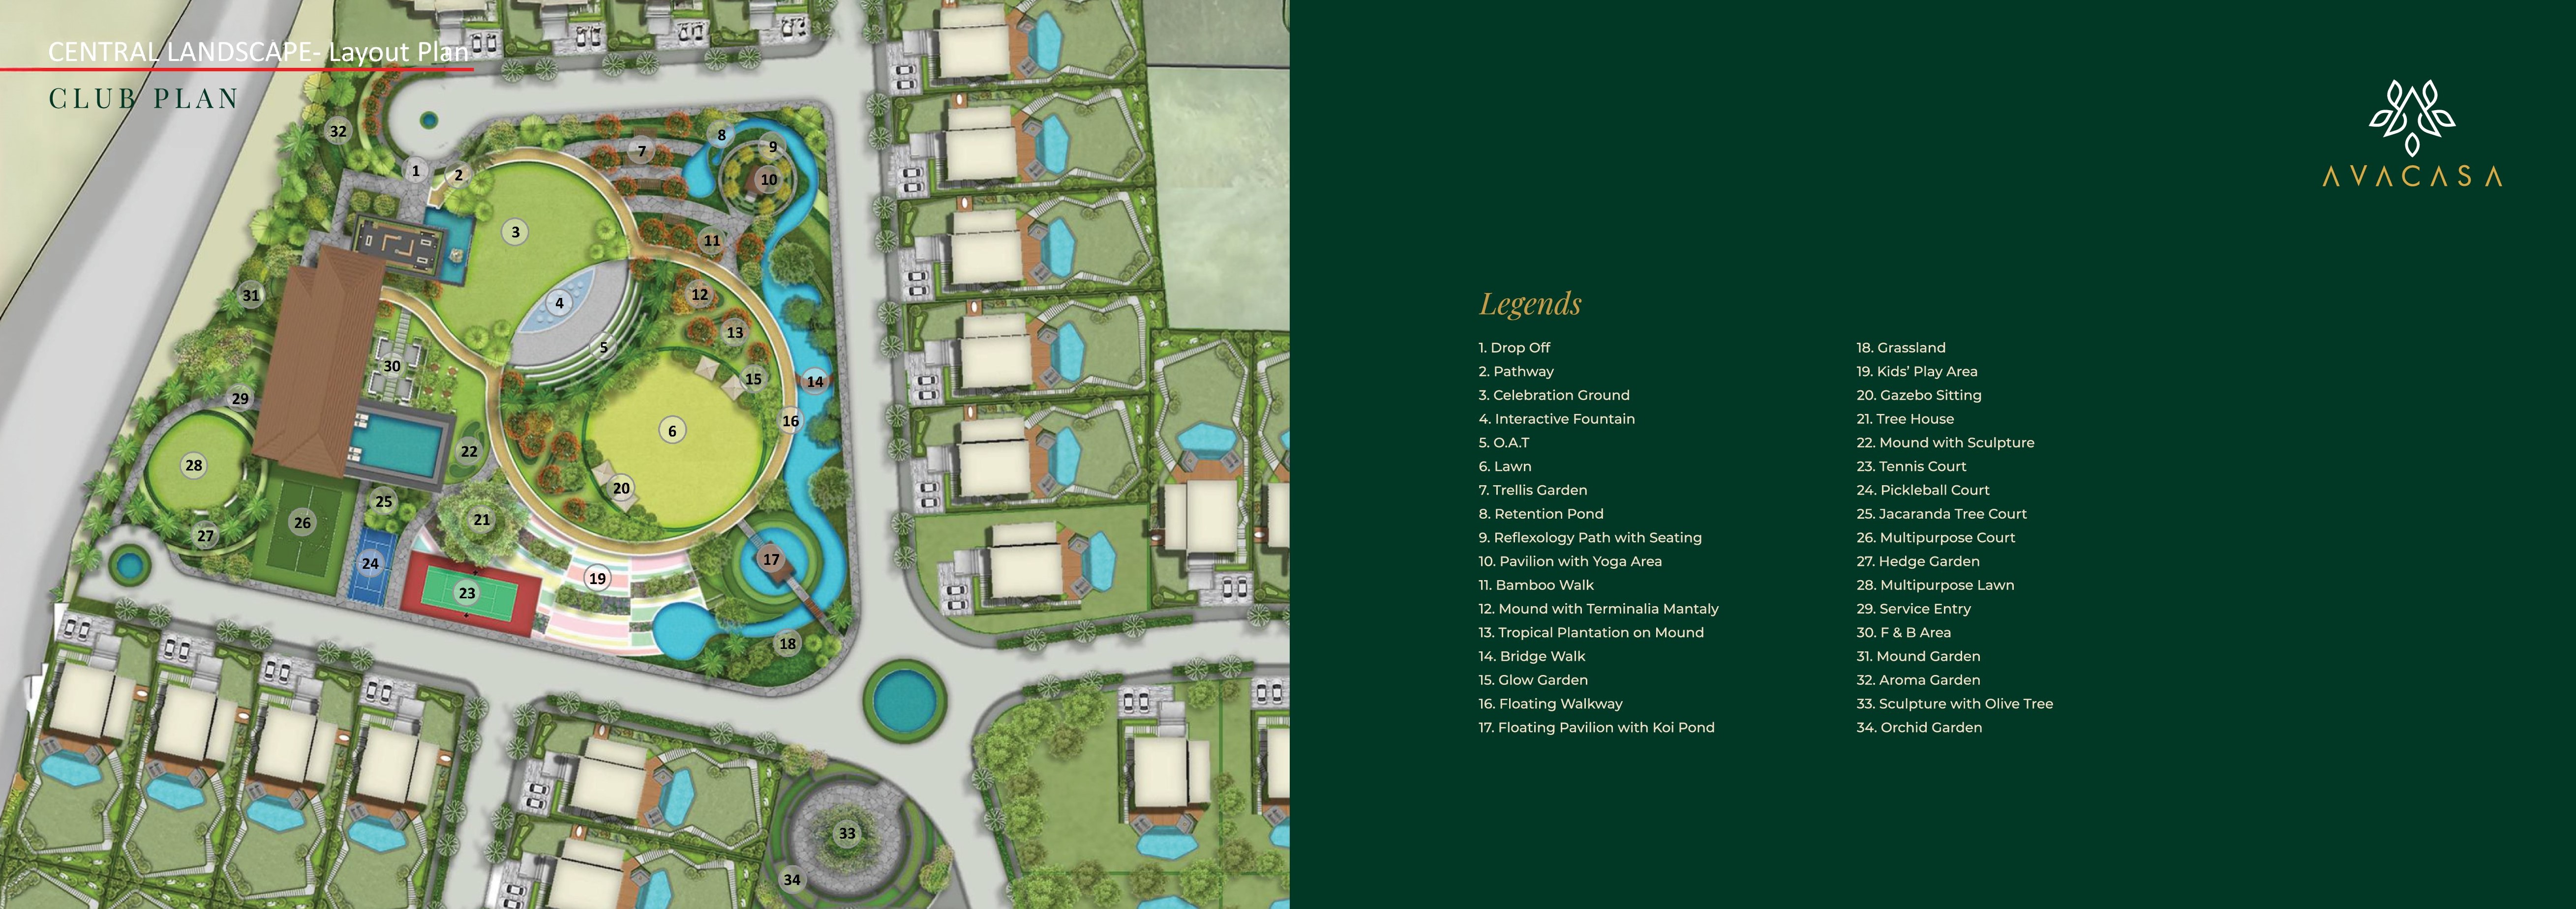 CENTRAL LANDSCAPE- Layout Plan
CLUB PLAN
32
1
2
7
8
9
10
3
11
31
4
12
5
13
30
15
14
29
16
6
28
22
20
25
21
26
27
17
24
19
23
18
33
34
AVACASA
Legends
1. Drop Off
2. Pathway
3. Celebration Ground
4. Interactive Fountain
5. O.A.T
6. Lawn
7. Trellis Garden
8. Retention Pond
9. Reflexology Path with Seating
10. Pavilion with Yoga Area
11. Bamboo Walk
12. Mound with Terminalia Mantaly
13. Tropical Plantation on Mound
14. Bridge Walk
15. Glow Garden
16. Floating Walkway
17. Floating Pavilion with Koi Pond
18. Grassland
19. Kids’ Play Area
20. Gazebo Sitting
21. Tree House
22. Mound with Sculpture
23. Tennis Court
24. Pickleball Court
25. Jacaranda Tree Court
26. Multipurpose Court
27. Hedge Garden
28. Multipurpose Lawn
29. Service Entry
30. F & B Area
31. Mound Garden
32. Aroma Garden
33. Sculpture with Olive Tree
34. Orchid Garden